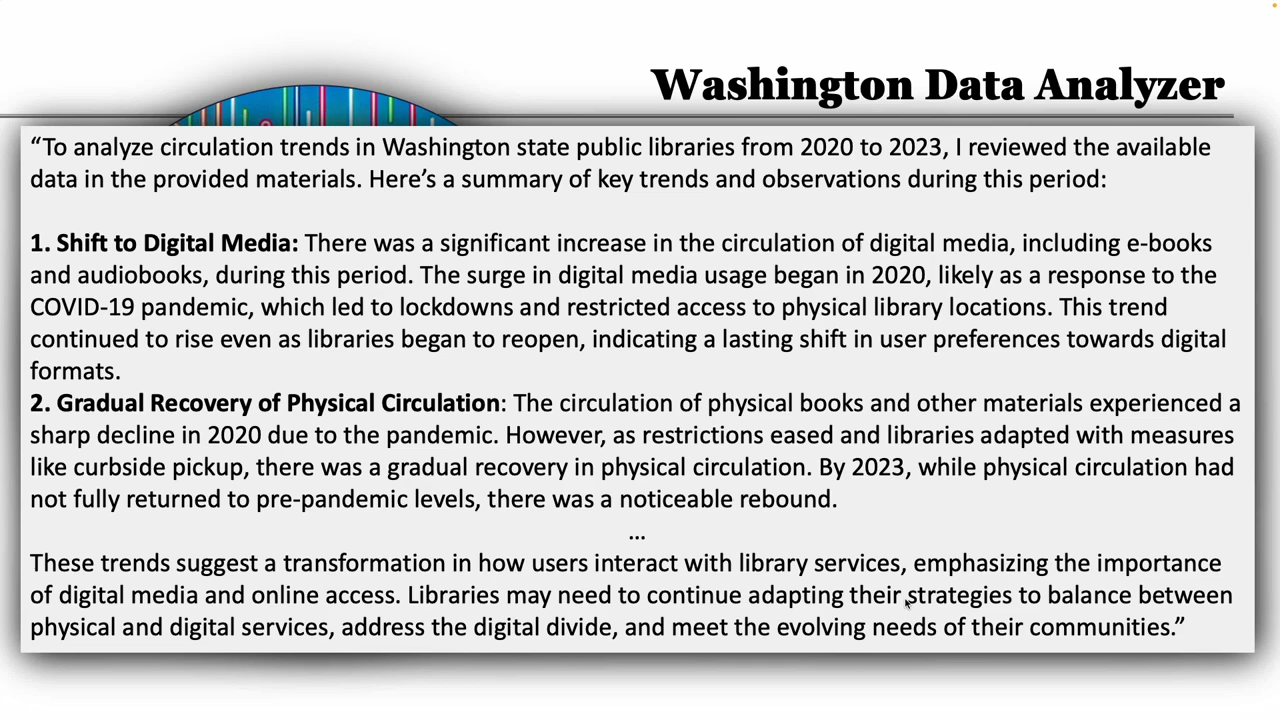 Washington Data Analyzer
“To analyze circulation trends in Washington state public libraries from 2020 to 2023, I reviewed the available
data in the provided materials. Here’s a summary of key trends and observations during this period:
1. Shift to Digital Media: There was a significant increase in the circulation of digital media, including e-books
and audiobooks, during this period. The surge in digital media usage began in 2020, likely as a response to the
COVID-19 pandemic, which led to lockdowns and restricted access to physical library locations. This trend
continued to rise even as libraries began to reopen, indicating a lasting shift in user preferences towards digital
formats.
2. Gradual Recovery of Physical Circulation: The circulation of physical books and other materials experienced a
sharp decline in 2020 due to the pandemic. However, as restrictions eased and libraries adapted with measures
like curbside pickup, there was a gradual recovery in physical circulation. By 2023, while physical circulation had
not fully returned to pre-pandemic levels, there was a noticeable rebound.
...
These trends suggest a transformation in how users interact with library services, emphasizing the importance
of digital media and online access. Libraries may need to continue adapting their strategies to balance between
physical and digital services, address the digital divide, and meet the evolving needs of their communities.”